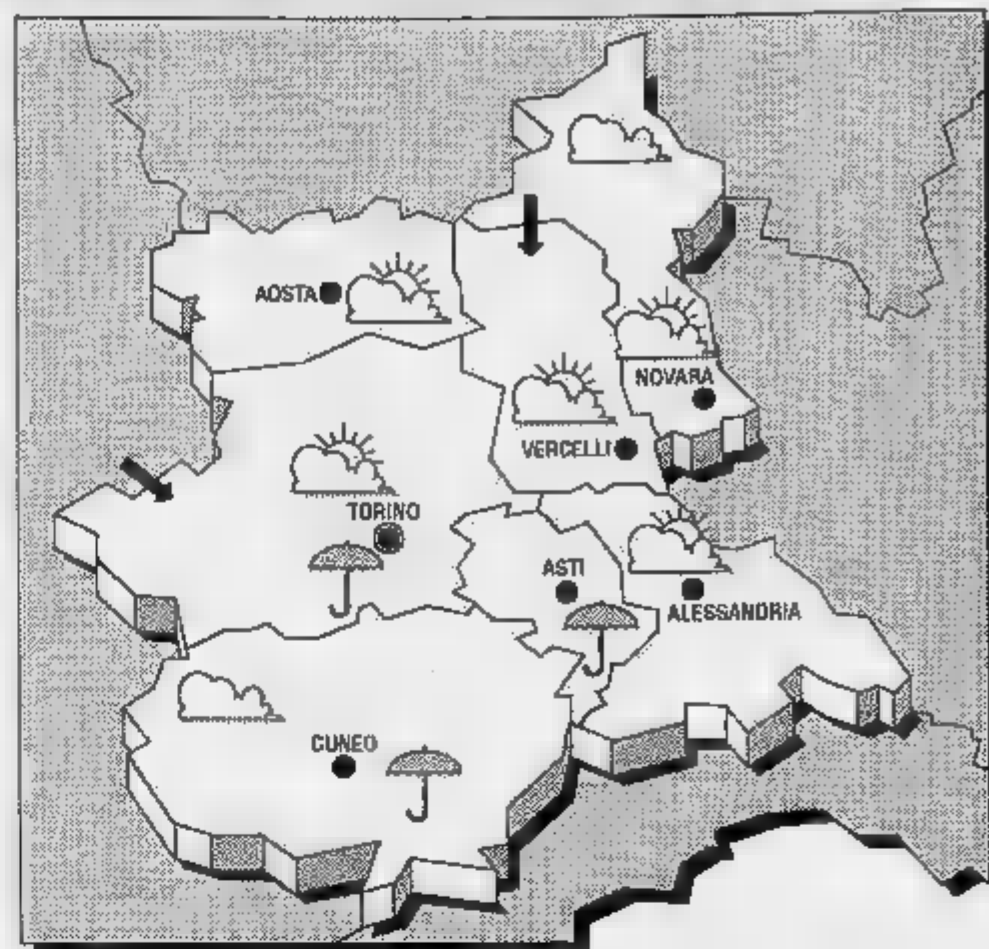 AOSTA
NOVARA
VERCELLI
TORINO
ASTI
ALESSANDRIA
CUNEO